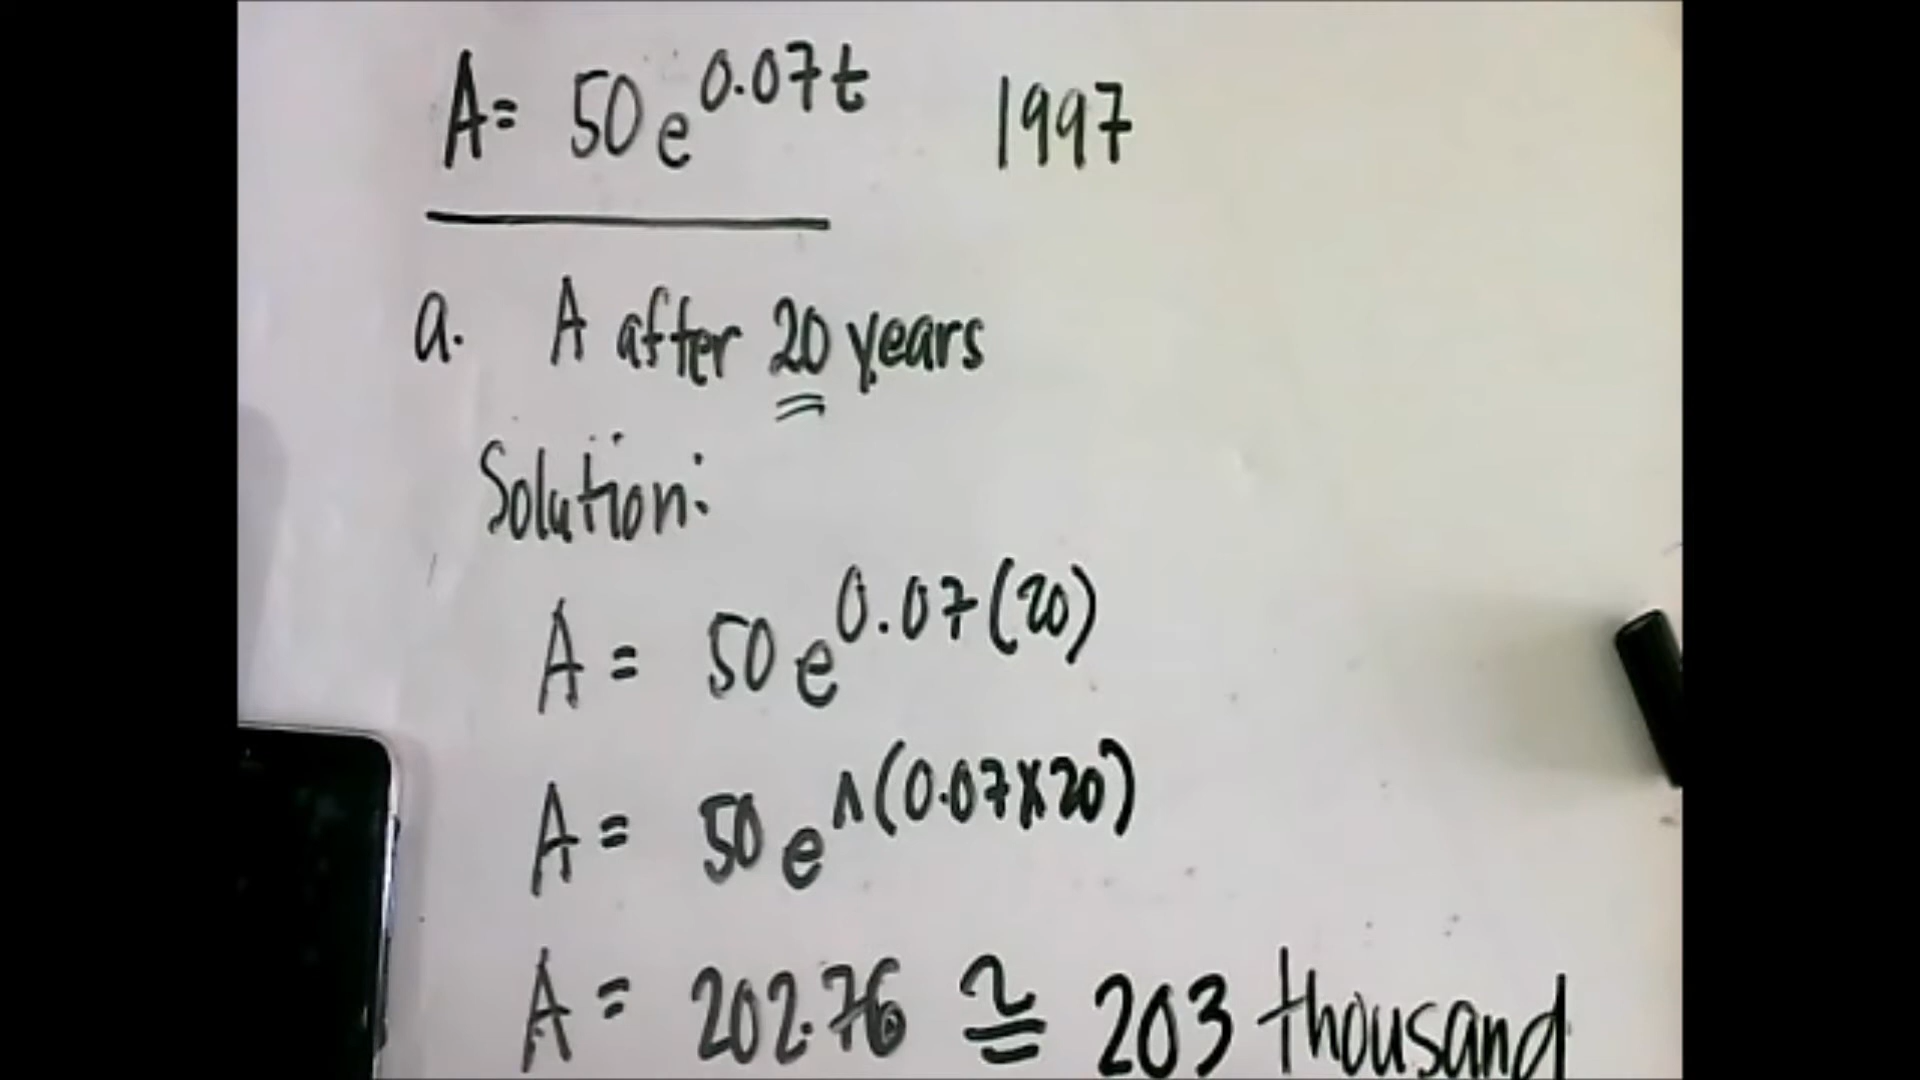 A= 50e^0.07t 1997
a. A after 20 years
Solution:
A = 50e^0.07(20)
A = 50e^(0.07x20)
A = 202.76 ≅ 203 thousand